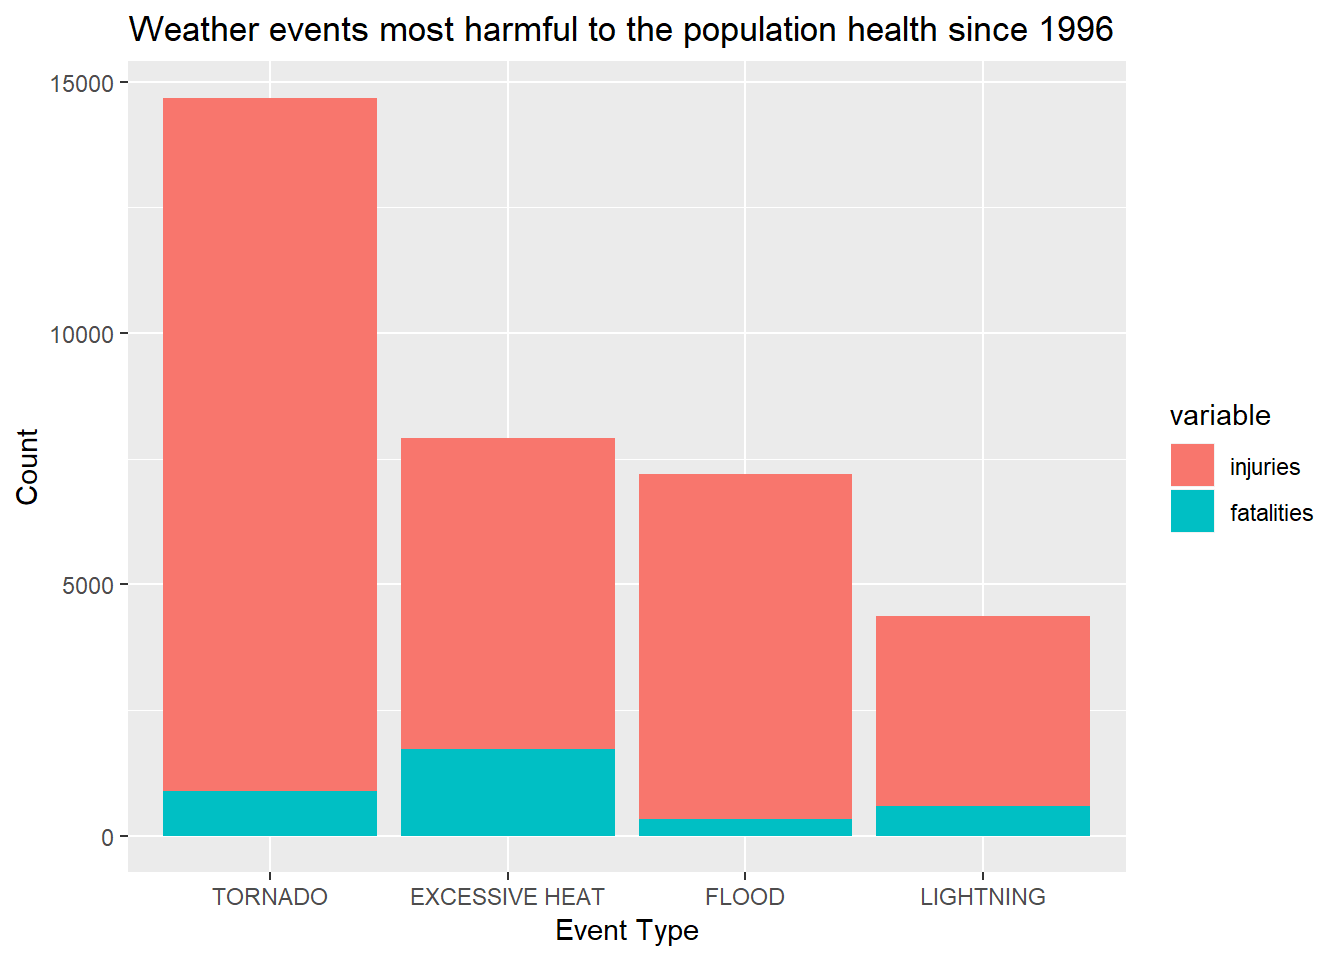 Weather events most harmful to the population health since 1996
15000
10000
5000
0
Count
TORNADO
EXCESSIVE HEAT
FLOOD
LIGHTNING
Event Type
variable
injuries
fatalities